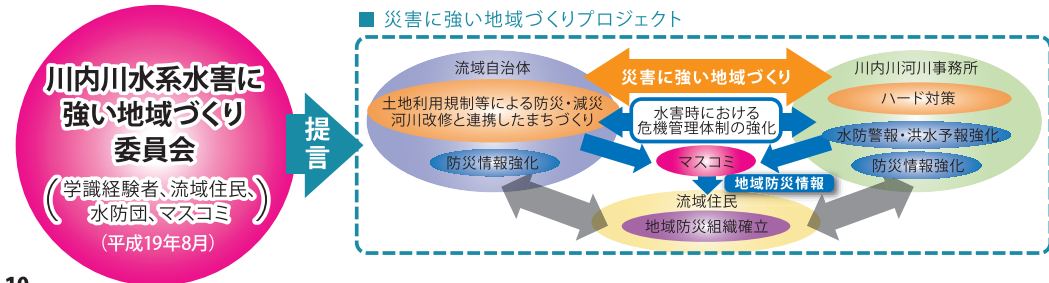 川内川水系水害に
強い地域づくり
委員会
(学識経験者、流域住民、
水防団、マスコミ)
(平成19年8月)
提言
■ 災害に強い地域づくりプロジェクト
流域自治体
土地利用規制等による防災・減災
河川改修と連携したまちづくり
防災情報強化
災害に強い地域づくり
水害時における
危機管理体制の強化
マスコミ
地域防災情報
流域住民
地域防災組織確立
川内川河川事務所
ハード対策
水防警報・洪水予報強化
防災情報強化